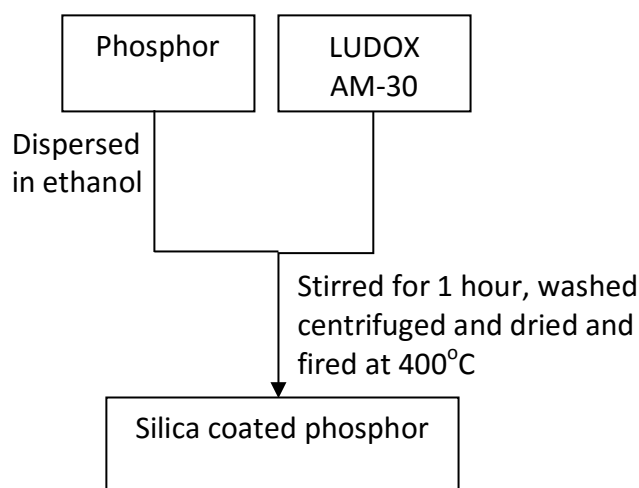 Phosphor
LUDOX
AM-30
Dispersed
in ethanol
Stirred for 1 hour, washed
centrifuged and dried and
fired at 400°C
Silica coated phosphor